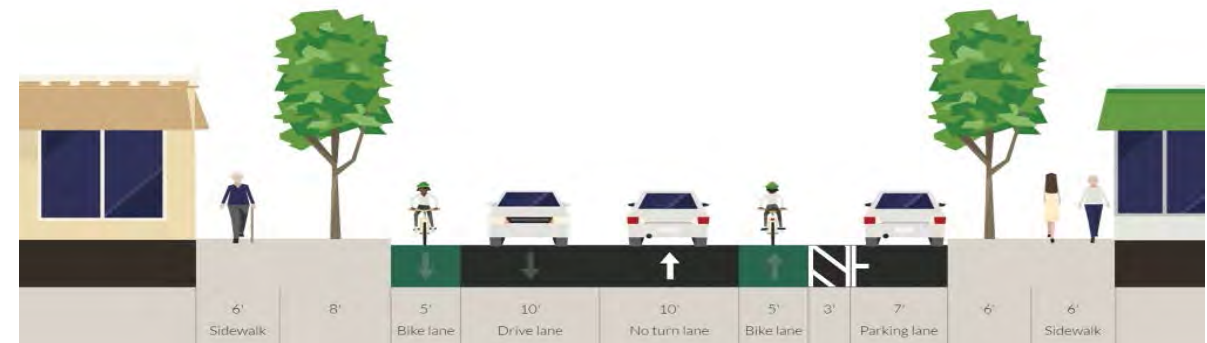 6'
Sidewalk
8'
5'
Bike lane
10'
Drive lane
10'
No turn lane
5'
Bike lane
3'
7'
Parking lane
6'
6'
Sidewalk